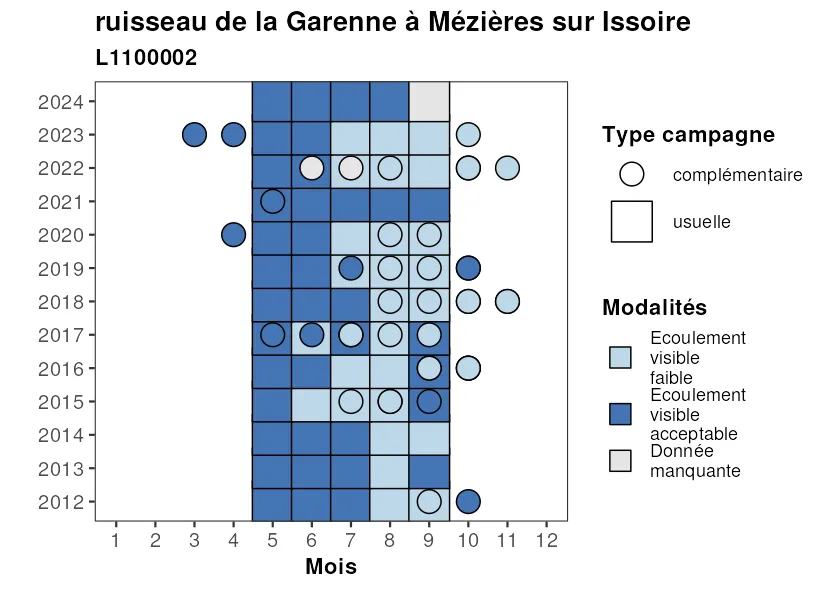 ruisseau de la Garenne à Mézières sur Issoire
L1100002
2024
2023
2022
2021
2020
2019
2018
2017
2016
2015
2014
2013
2012
1 2 3 4 5 6 7 8 9 10 11 12
Mois
Type campagne
complémentaire
usuelle
Modalités
Ecoulement
visible
faible
Ecoulement
visible
acceptable
Donnée
manquante